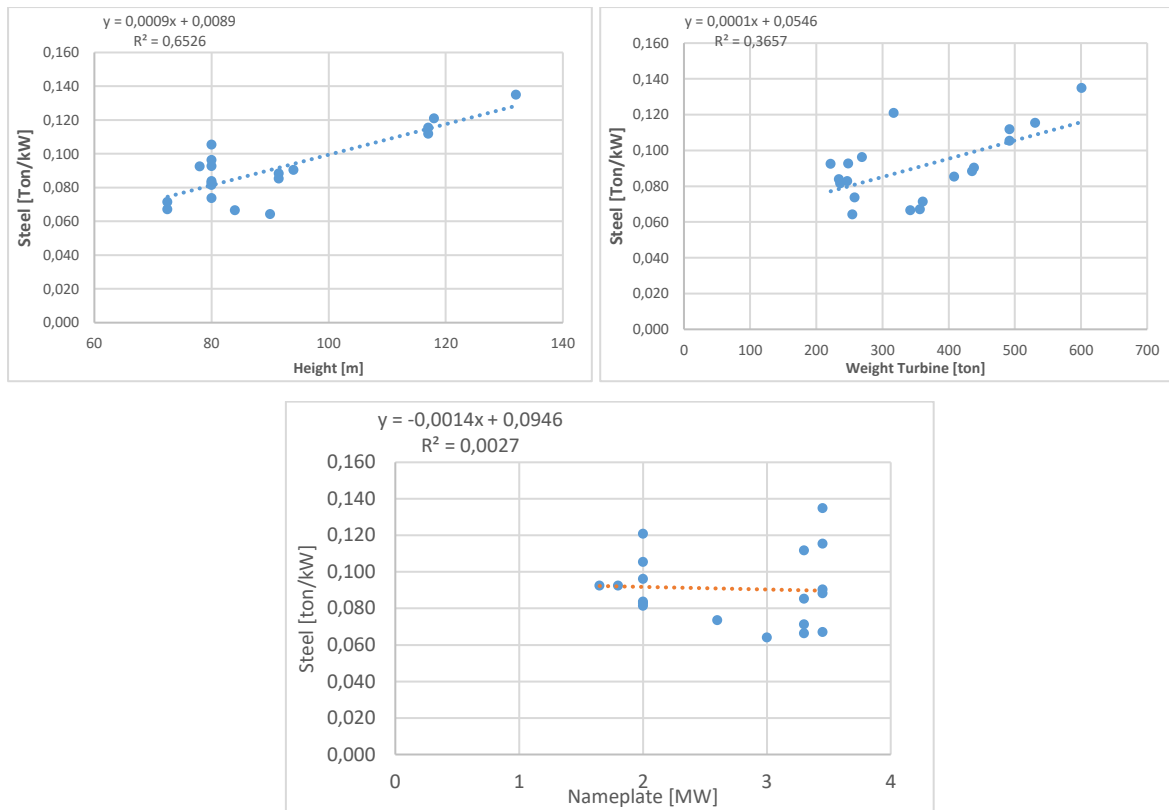 y = 0,0009x + 0,0089
R² = 0,6526
0,160
0,140
0,120
0,100
0,080
0,060
0,040
0,020
0,000
Steel [Ton/kW]
60 80 100 120 140
Height [m]
y = 0,0001x + 0,0546
R² = 0,3657
0,160
0,140
0,120
0,100
0,080
0,060
0,040
0,020
0,000
Steel [Ton/kW]
0 100 200 300 400 500 600 700
Weight Turbine [ton]
y = -0,0014x + 0,0946
R² = 0,0027
0,160
0,140
0,120
0,100
0,080
0,060
0,040
0,020
0,000
Steel [ton/kW]
0 1 2 3 4
Nameplate [MW]